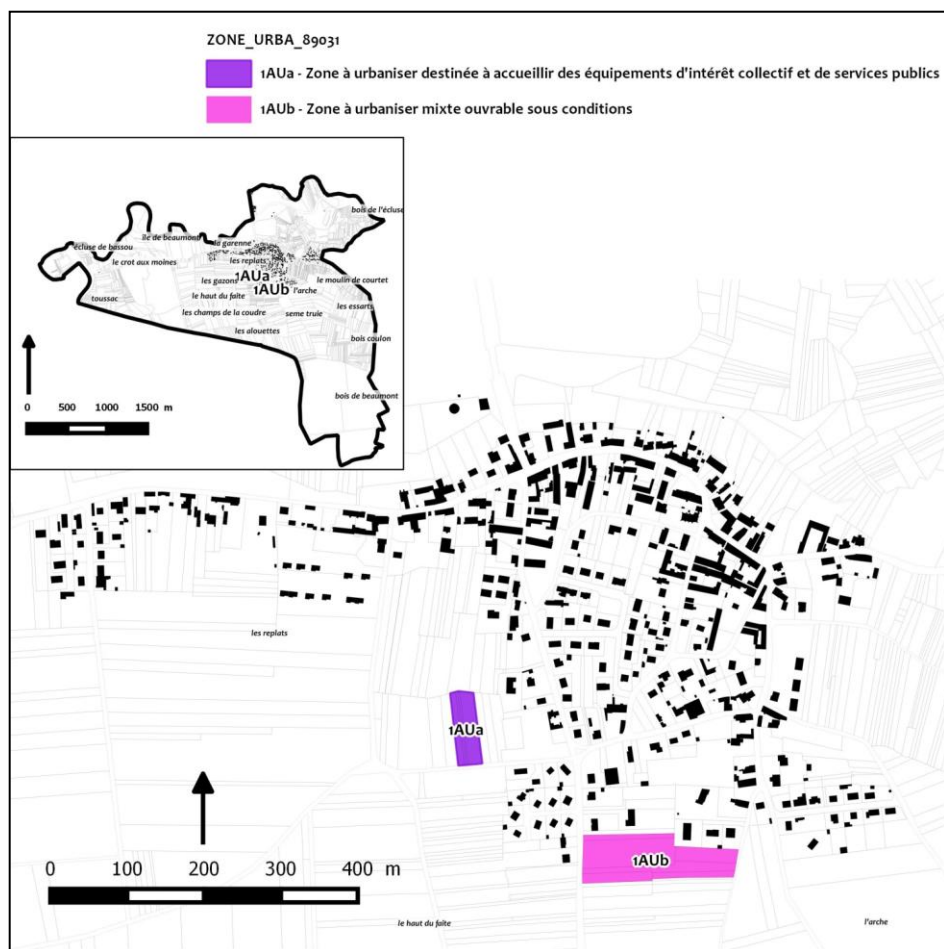 ZONE_URBA_89031
1AUa - Zone à urbaniser destinée à accueillir des équipements d'intérêt collectif et de services publics
1AUb - Zone à urbaniser mixte ouvrable sous conditions
bois de l'écluse
île de beaumont
la garenne
écluse de bassou
le crot aux moines
les replats
1AUa
les gazons
le moulin de courtet
1AUb
l'arche
toussac
le haut du faîte
les essarts
les champs de la coudre
seme truie
les alouettes
bois coulon
bois de beaumont
0 500 1000 1500 m
les replats
1AUa
0 100 200 300 400 m
1AUb
le haut du faîte
l'arche